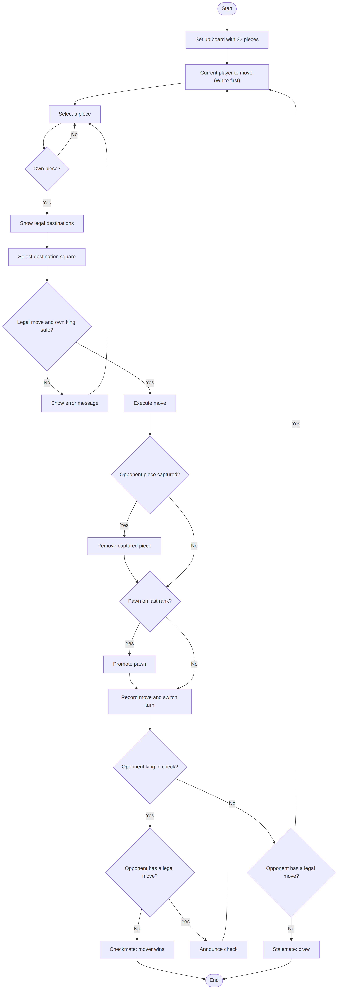 Start
Set up board with 32 pieces
Current player to move
(White first)
Select a piece
No
Own piece?
Yes
Show legal destinations
Select destination square
Legal move and own king
safe?
No
Yes
Show error message
Execute move
Yes
Opponent piece captured?
Yes
No
Remove captured piece
Pawn on last rank?
Yes
No
Promote pawn
Record move and switch
turn
Opponent king in check?
No
Yes
Opponent has a legal
move?
Opponent has a legal
move?
Yes
No
No
Checkmate: mover wins
Announce check
Stalemate: draw
End